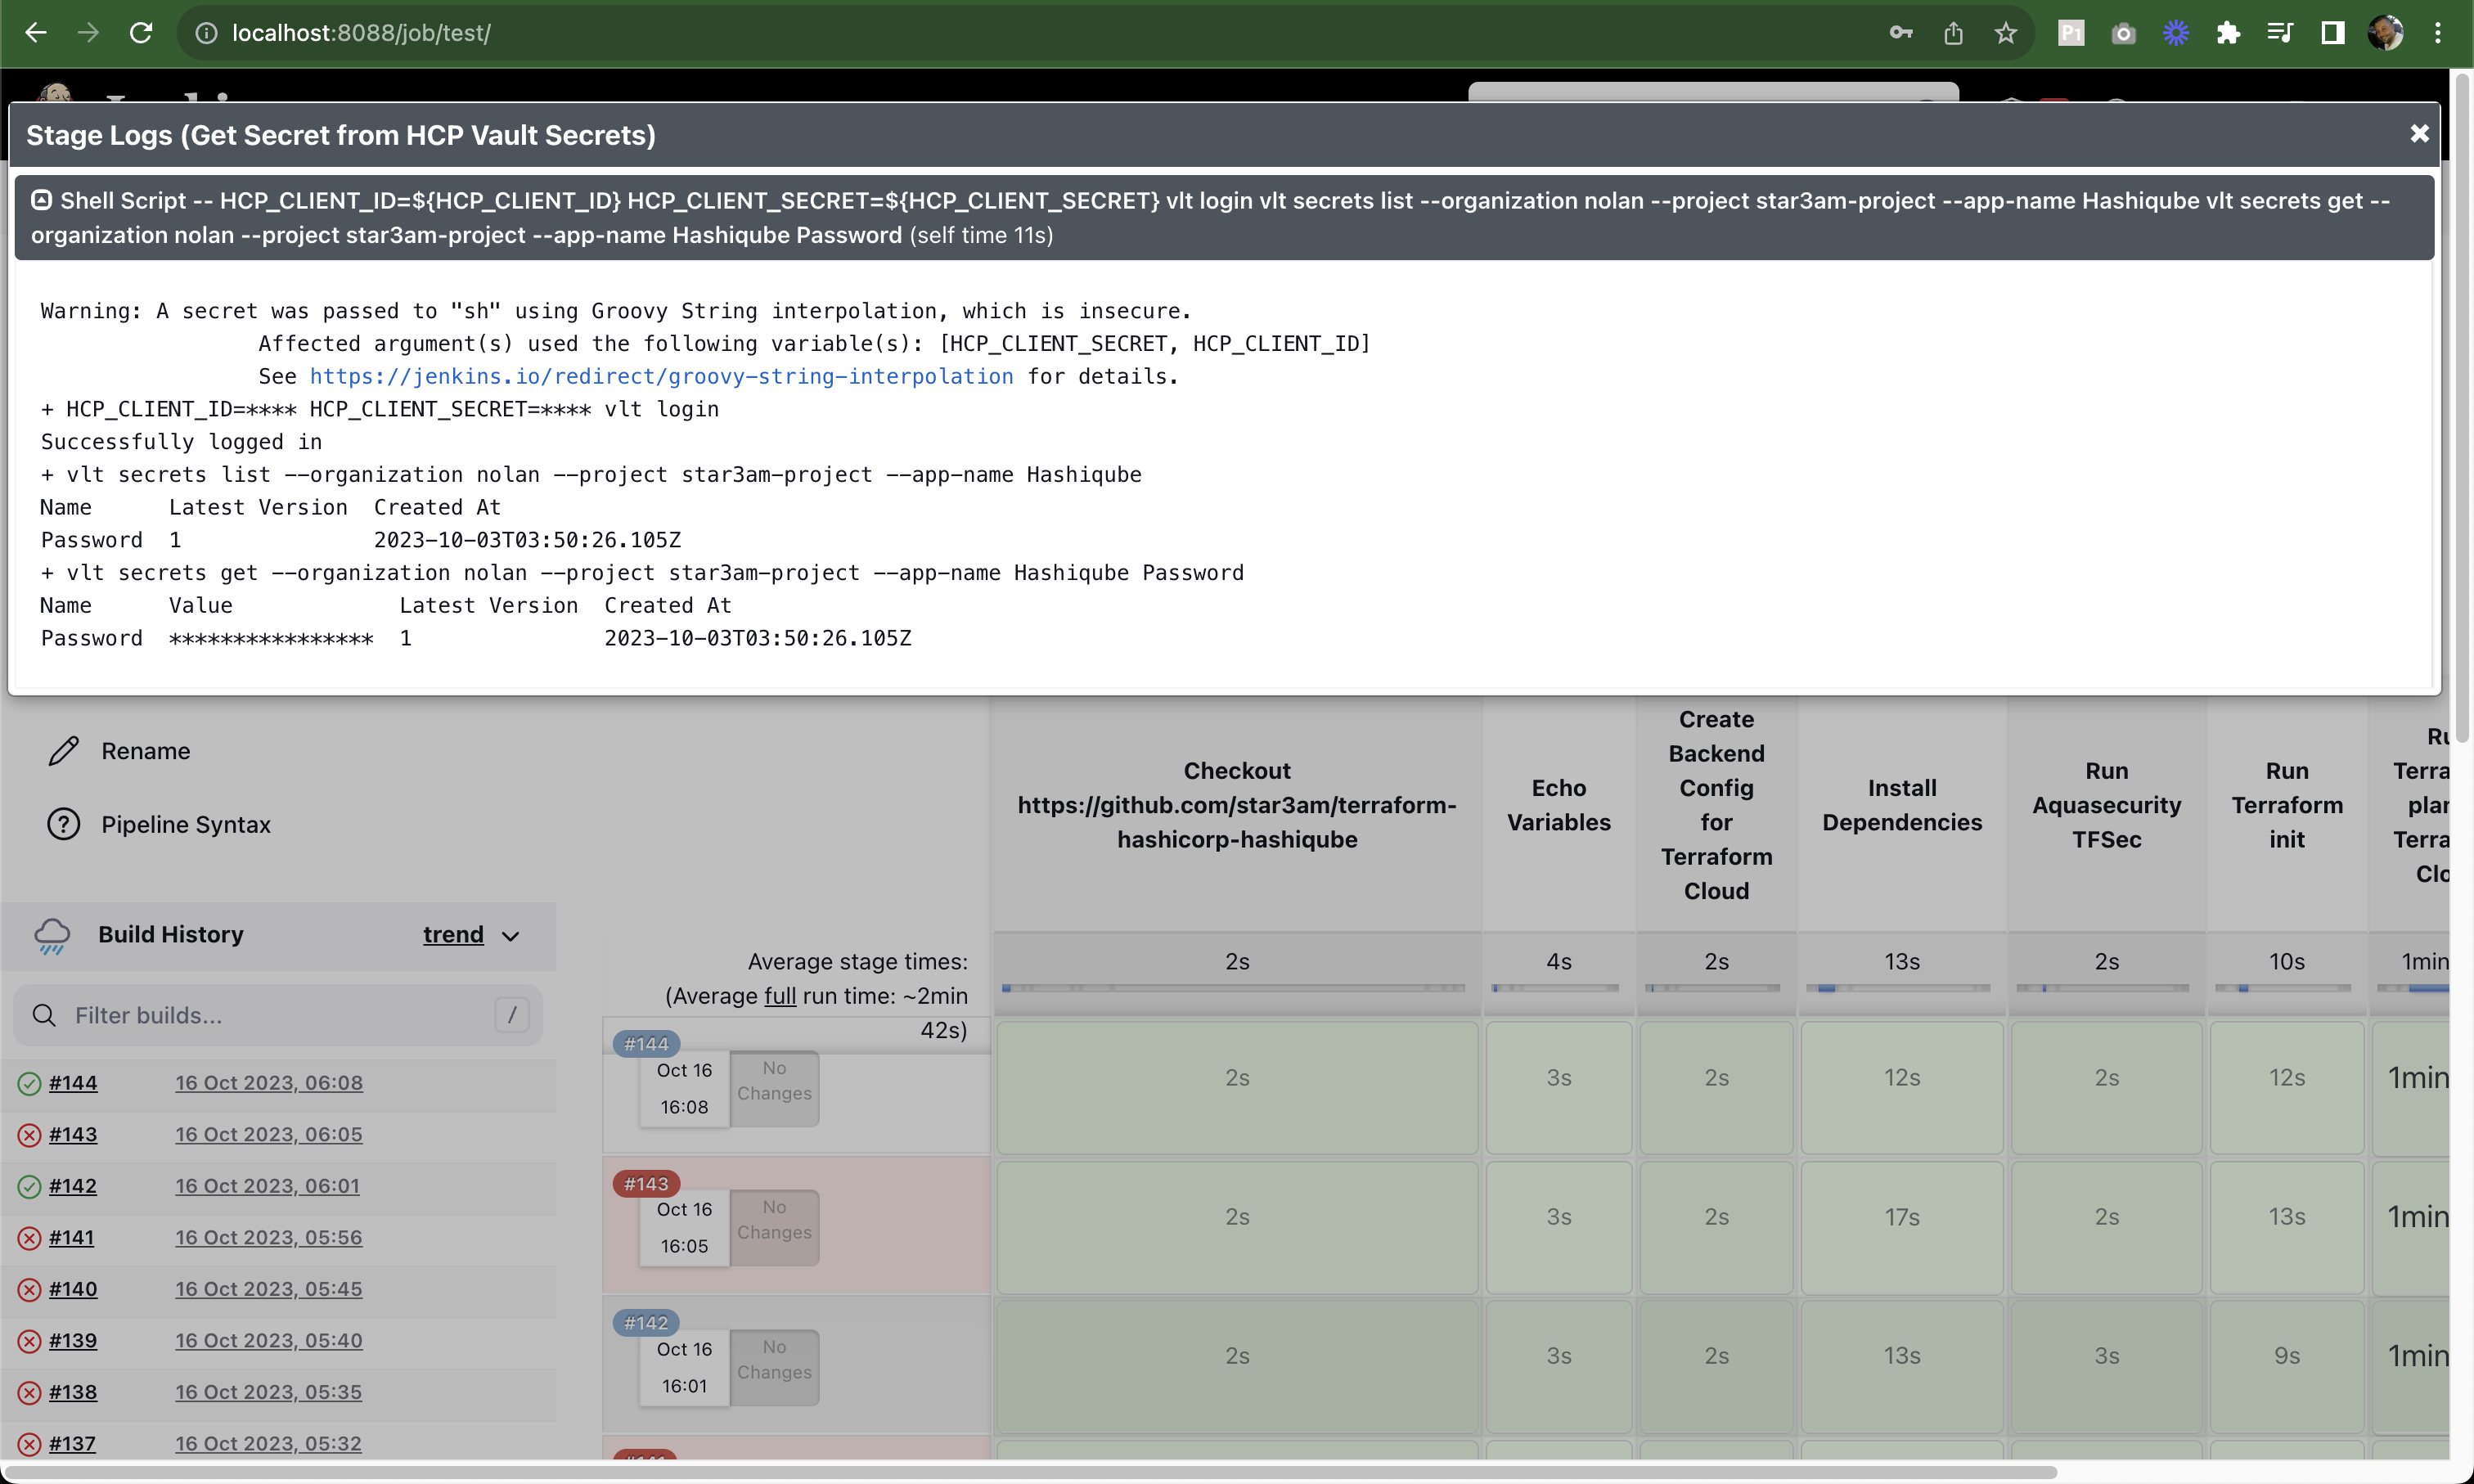 localhost:8088/job/test/
P1
Stage Logs (Get Secret from HCP Vault Secrets)
Shell Script -- HCP_CLIENT_ID=${HCP_CLIENT_ID} HCP_CLIENT_SECRET=${HCP_CLIENT_SECRET} vlt login vlt secrets list --organization nolan --project star3am-project --app-name Hashiqube vlt secrets get --
organization nolan --project star3am-project --app-name Hashiqube Password (self time 11s)
Warning: A secret was passed to "sh" using Groovy String interpolation, which is insecure.
Affected argument(s) used the following variable(s): [HCP_CLIENT_SECRET, HCP_CLIENT_ID]
See https://jenkins.io/redirect/groovy-string-interpolation for details.
+ HCP_CLIENT_ID=**** HCP_CLIENT_SECRET=**** vlt login
Successfully logged in
+ vlt secrets list --organization nolan --project star3am-project --app-name Hashiqube
Name Latest Version Created At
Password 1 2023-10-03T03:50:26.105Z
+ vlt secrets get --organization nolan --project star3am-project --app-name Hashiqube Password
Name Value Latest Version Created At
Password **************** 1 2023-10-03T03:50:26.105Z
Rename
Pipeline Syntax
Build History trend
Filter builds... /
#144 16 Oct 2023, 06:08
#143 16 Oct 2023, 06:05
#142 16 Oct 2023, 06:01
#141 16 Oct 2023, 05:56
#140 16 Oct 2023, 05:45
#139 16 Oct 2023, 05:40
#138 16 Oct 2023, 05:35
#137 16 Oct 2023, 05:32
Checkout
https://github.com/star3am/terraform-
hashicorp-hashiqube
Echo
Variables
Create
Backend
Config
for
Terraform
Cloud
Install
Dependencies
Run
Aquasecurity
TFSec
Run
Terraform
init
Average stage times:
(Average full run time: ~2min
42s)
2s 4s 2s 13s 2s 10s 1min
#144
Oct 16
16:08
No
Changes
2s 3s 2s 12s 2s 12s 1min
#143
Oct 16
16:05
No
Changes
2s 3s 2s 17s 2s 13s 1min
#142
Oct 16
16:01
No
Changes
2s 3s 2s 13s 3s 9s 1min